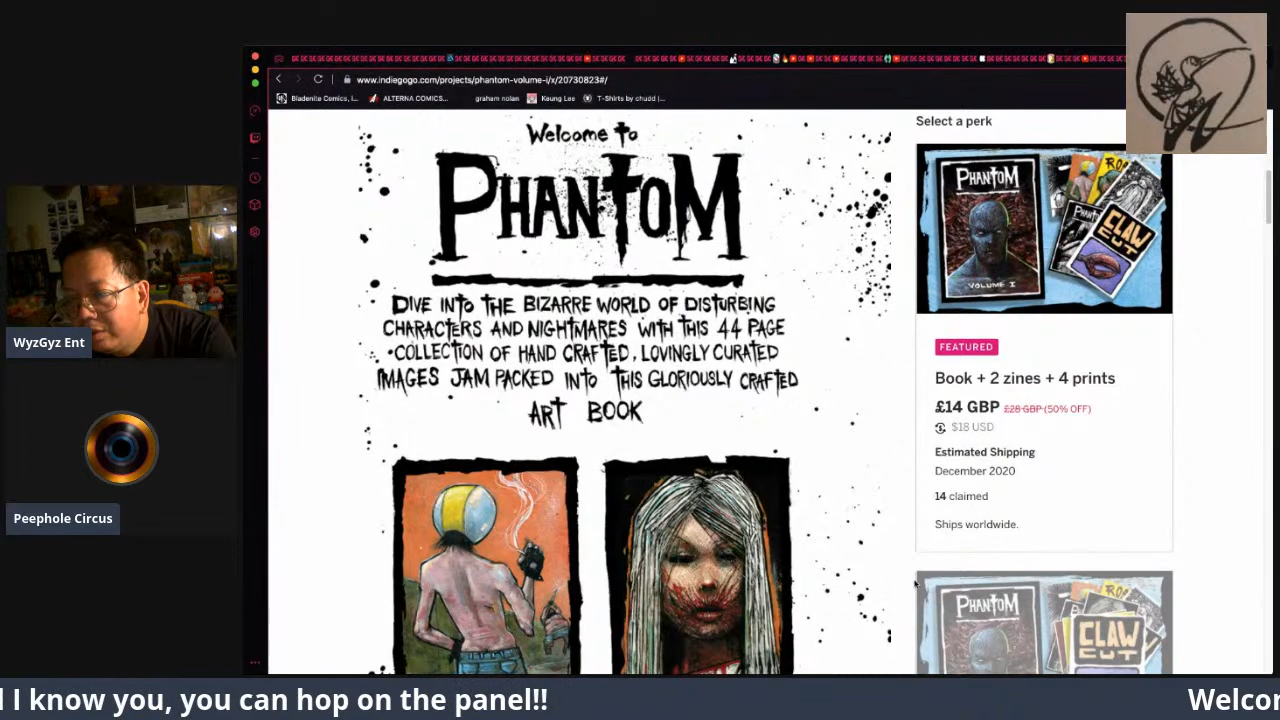 www.indiegogo.com/projects/phantom-volume-i/x/20730823#/
Bladenite Comics, I...
ALTERNA COMICS...
graham nolan
Keung Lee
T-Shirts by chudd |...
Welcome to
PHANTOM
DIVE INTO THE BIZARRE WORLD OF DISTURBING
CHARACTERS AND NIGHTMARES WITH THIS 44 PAGE
COLLECTION OF HAND CRAFTED, LOVINGLY CURATED
IMAGES JAM PACKED INTO THIS GLORIOUSLY CRAFTED
ART BOOK
Select a perk
PHANTOM
VOLUME I
CLAW
CUT
FEATURED
Book + 2 zines + 4 prints
£14 GBP £28 GBP (50% OFF)
$18 USD
Estimated Shipping
December 2020
14 claimed
Ships worldwide.
PHANTOM
CLAW
CUT
WyzGyz Ent
Peephole Circus
I know you, you can hop on the panel!!